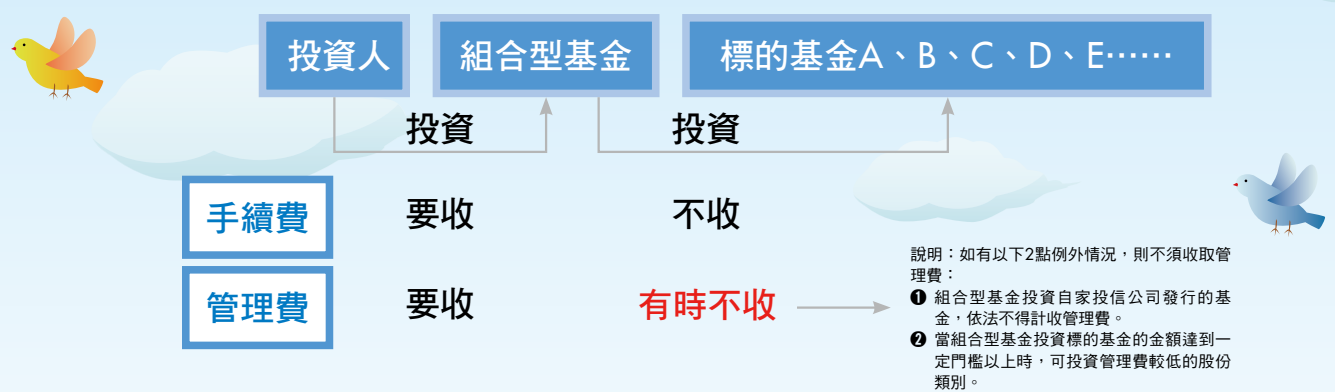 投資人 組合型基金 標的基金A、B、C、D、E……
投資 投資
手續費 要收 不收
管理費 要收 有時不收
說明：如有以下2點例外情況，則不須收取管
理費：
❶ 組合型基金投資自家投信公司發行的基
金，依法不得計收管理費。
❷ 當組合型基金投資標的基金的金額達到一
定門檻以上時，可投資管理費較低的股份
類別。